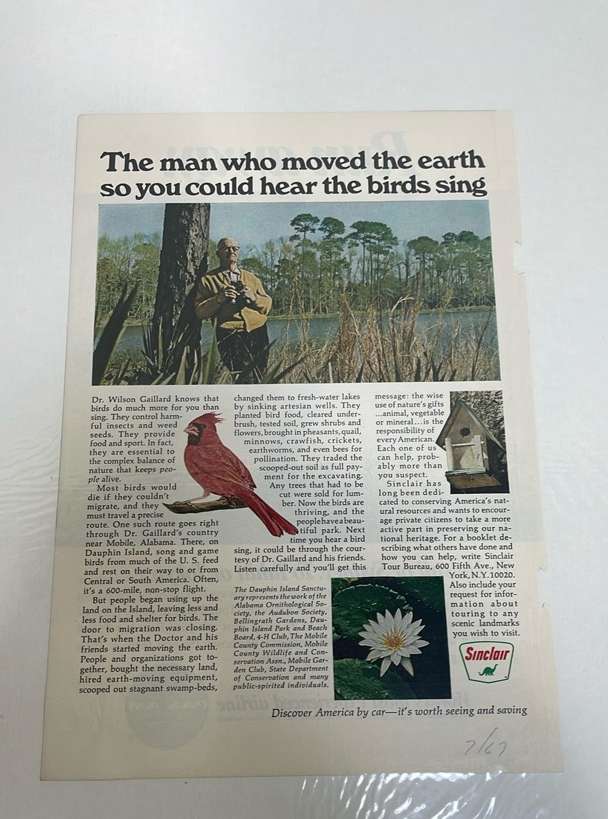 The man who moved the earth
so you could hear the birds sing
Dr. Wilson Gaillard knows that
birds do much more for you than
sing. They control harm-
ful insects and weed
seeds. They provide
food and sport. In fact,
they are essential to
the complex balance of
nature that keeps peo-
ple alive.
Most birds would
die if they couldn't
migrate, and they
must travel a precise
route. One such route goes right
through Dr. Gaillard's country
near Mobile, Alabama. There, on
Dauphin Island, song and game
birds from much of the U. S. feed
and rest on their way to or from
Central or South America. Often,
it's a 600-mile, non-stop flight.
But people began using up the
land on the Island, leaving less and
less food and shelter for birds. The
door to migration was closing.
That's when the Doctor and his
friends started moving the earth.
People and organizations got to-
gether, bought the necessary land,
hired earth-moving equipment,
scooped out stagnant swamp-beds,
changed them to fresh-water lakes
by sinking artesian wells. They
planted bird food, cleared under-
brush, tested soil, grew shrubs and
flowers, brought in pheasants, quail,
minnows, crawfish, crickets,
earthworms, and even bees for
pollination. They traded the
scooped-out soil as full pay-
ment for the excavating.
Any trees that had to be
cut were sold for lum-
ber. Now the birds are
thriving, and the
people have a beau-
tiful park. Next
time you hear a bird
sing, it could be through the cour-
tesy of Dr. Gaillard and his friends.
Listen carefully and you'll get this
The Dauphin Island Sanctu-
ary represents the work of the
Alabama Ornithological So-
ciety, the Audubon Society,
Bellingrath Gardens, Dau-
phin Island Park and Beach
Board, 4-H Club, The Mobile
County Commission, Mobile
County Wildlife and Con-
servation Assn., Mobile Gar-
den Club, State Department
of Conservation and many
public-spirited individuals.
message: the wise
use of nature's gifts
...animal, vegetable
or mineral...is the
responsibility of
every American.
Each one of us
can help, prob-
ably more than
you suspect.
Sinclair has
long been dedi-
cated to conserving America's nat-
ural resources and wants to encour-
age private citizens to take a more
active part in preserving our na-
tional heritage. For a booklet de-
scribing what others have done and
how you can help, write Sinclair
Tour Bureau, 600 Fifth Ave., New
York, N.Y. 10020.
Also include your
request for infor-
mation about
touring to any
scenic landmarks
you wish to visit.
Sinclair
Discover America by car—it's worth seeing and saving
7/67